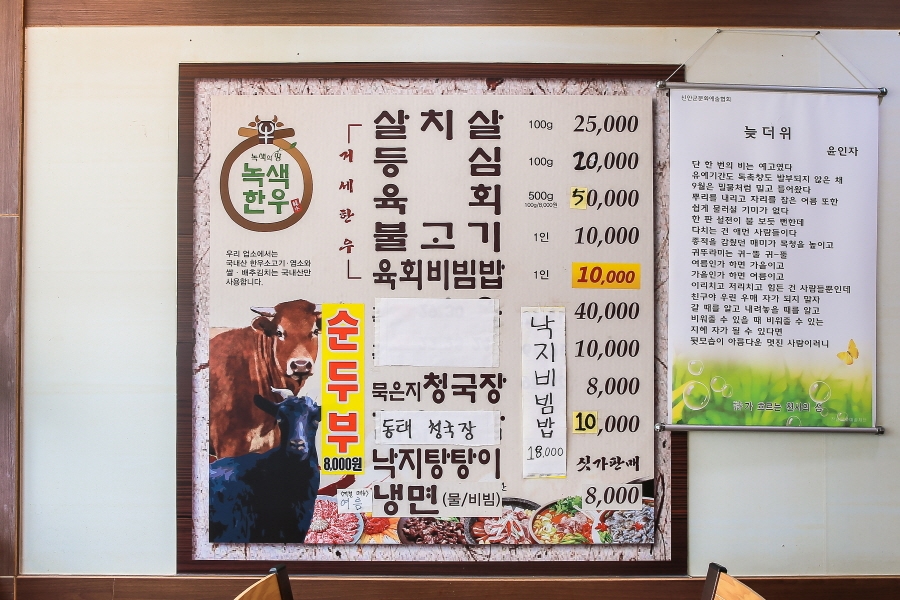 녹색의 땅
녹색
한우
우리 업소에서는
국내산 한우소고기·염소와
쌀·배추김치는 국내산만
사용합니다.
거세한우
살치살 100g 25,000
등심 100g 20,000
육회 500g 50,000
100g/8,000원
불고기 1인 10,000
육회비빔밥 1인 10,000
40,000
10,000
묵은지청국장 8,000
동태 청국장 10,000
낙지탕탕이 싯가판매
냉면(물/비빔) 8,000
여름
순두부
8,000원
낙지비빔밥
18,000
신안군문화예술협회
늦더위
윤인자
단 한 번의 비는 예고였다
유예기간도 독촉장도 발부되지 않은 채
9월은 밀물처럼 밀고 들어왔다
뿌리를 내리고 자리를 잡은 여름 또한
쉽게 물러설 기미가 없다
한 판 설전이 불 보듯 뻔한데
다치는 건 애먼 사람들이다
종적을 감췄던 매미가 목청을 높이고
귀뚜라미는 귀-뚤 귀-뚤
여름인가 하면 가을이고
가을인가 하면 여름이고
이리치고 저리치고 힘든 건 사람들뿐인데
친구야 우린 우매 자가 되지 말자
갈 때를 알고 내려놓을 때를 알고
비워줄 수 있을 때 비워줄 수 있는
지혜 자가 될 수 있다면
뒷모습이 아름다운 멋진 사람이려니